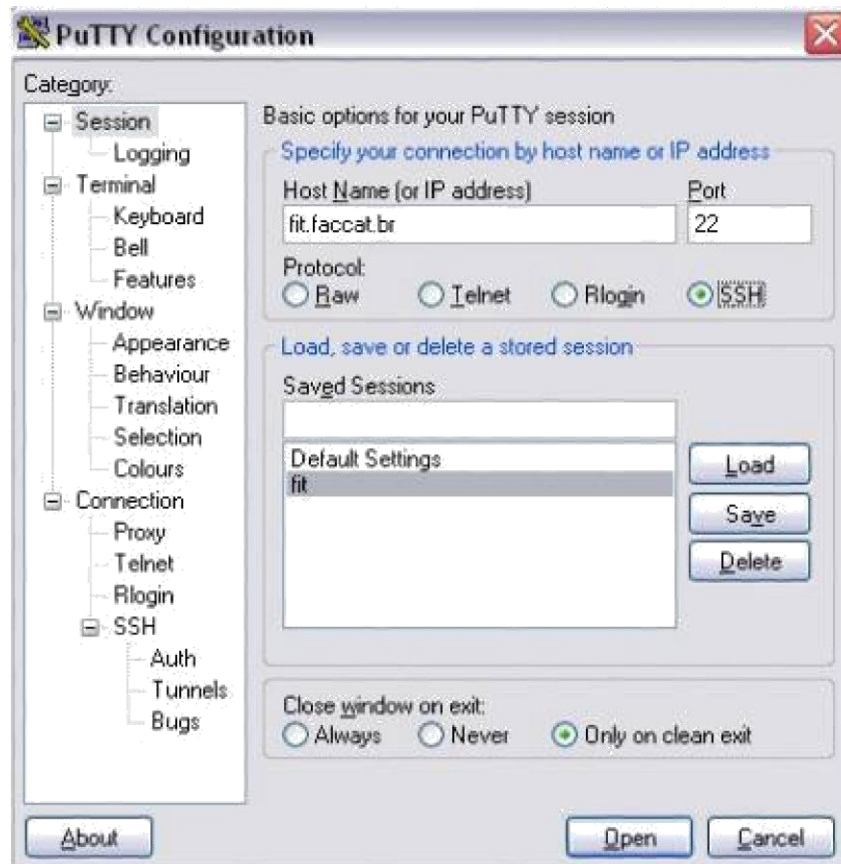 PuTTY Configuration
Category:
Session
Logging
Terminal
Keyboard
Bell
Features
Window
Appearance
Behaviour
Translation
Selection
Colours
Connection
Proxy
Telnet
Rlogin
SSH
Auth
Tunnels
Bugs
Basic options for your PuTTY session
Specify your connection by host name or IP address
Host Name (or IP address) Port
fit.faccat.br 22
Protocol:
Raw Telnet Rlogin SSH
Load, save or delete a stored session
Saved Sessions
Default Settings
fit
Load
Save
Delete
Close window on exit:
Always Never Only on clean exit
About Open Cancel